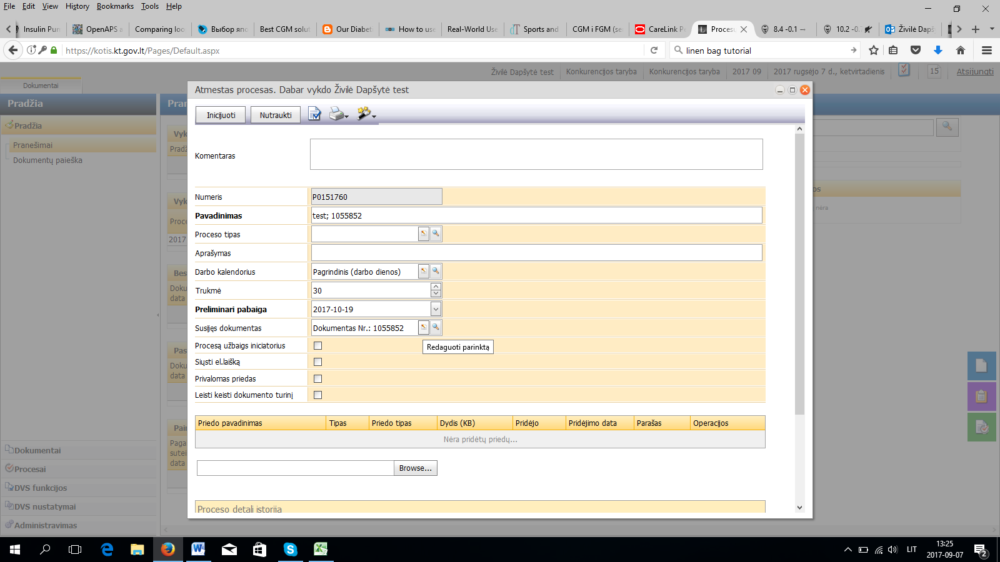 File Edit View History Bookmarks Tools Help
Insulin Pun OpenAPS a Comparing loo Выбор апо Best CGM solut Our Diabet How to use Real-World Use Sports and CGM i FGM (se CareLink Pe Procesu 8.4 -0.1 → 10.2 -0. Živilė Dapš
https://kotis.kt.gov.lt/Pages/Default.aspx
linen bag tutorial
Živilė Dapšytė test Konkurencijos taryba Konkurencijos taryba 2017 09 2017 rugsėjo 7 d., ketvirtadienis 15 Atsijungti
Dokumentai
Pradžia
Pradžia
Pranešimai
Dokumentų paieška
Dokumentai
Procesai
DVS funkcijos
DVS nustatymai
Administravimas
Pran
Vyk
Pradž
Vyk
Proce
2017
Bes
Doku
data
Pas
Doku
data
Pain
Paga
sutei
data
os
nėra
Atmestas procesas. Dabar vykdo Živilė Dapšytė test
Inicijuoti Nutraukti
Komentaras
Numeris P0151760
Pavadinimas test; 1055852
Proceso tipas
Aprašymas
Darbo kalendorius Pagrindinis (darbo dienos)
Trukmė 30
Preliminari pabaiga 2017-10-19
Susijęs dokumentas Dokumentas Nr.: 1055852
Redaguoti parinktą
Procesą užbaigs iniciatorius
Siųsti el.laišką
Privalomas priedas
Leisti keisti dokumento turinį
Priedo pavadinimas Tipas Priedo tipas Dydis (KB) Pridėjo Pridėjimo data Parašas Operacijos
Nėra pridėtų priedų...
Browse...
Proceso detali istorija
LIT
13:25
2017-09-07
2